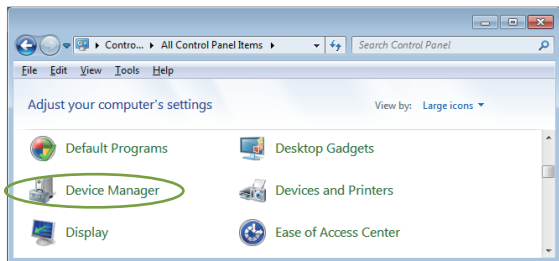 Contro... All Control Panel Items
Search Control Panel
File Edit View Tools Help
Adjust your computer's settings
View by: Large icons
Default Programs
Desktop Gadgets
Device Manager
Devices and Printers
Display
Ease of Access Center